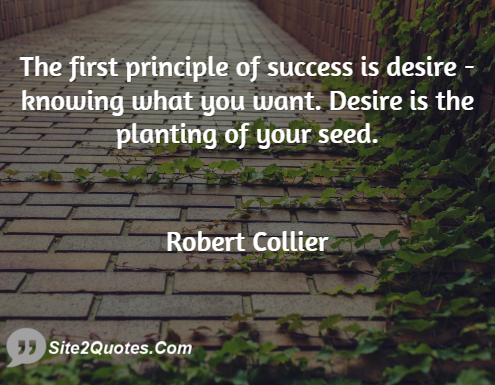 The first principle of success is desire -
knowing what you want. Desire is the
planting of your seed.
Robert Collier
Site2Quotes.Com